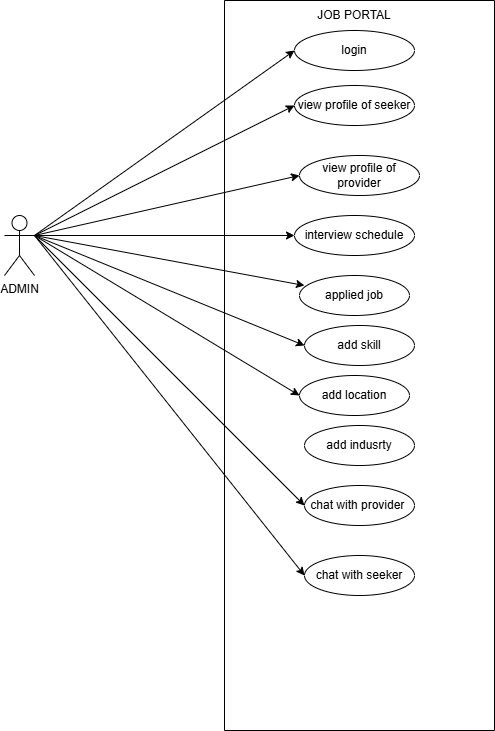 JOB PORTAL
login
view profile of seeker
view profile of
provider
interview schedule
ADMIN
applied job
add skill
add location
add indusrty
chat with provider
chat with seeker